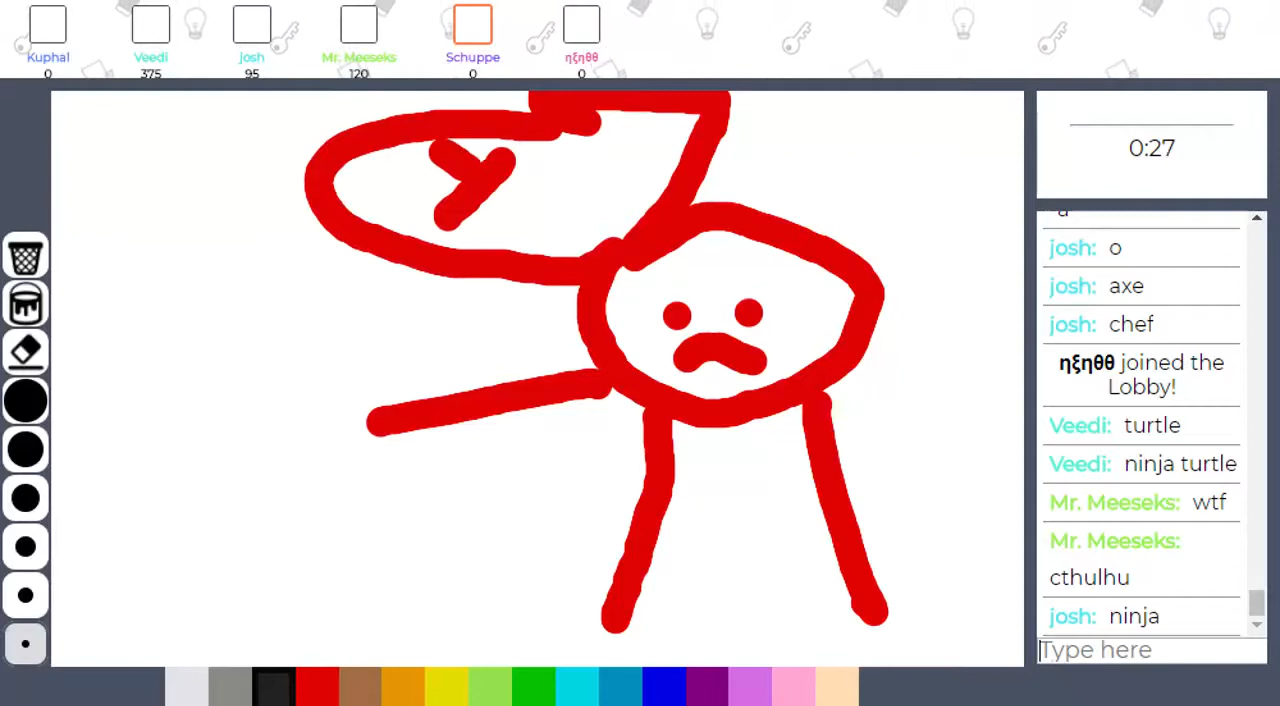 Kuphal Veedi josh Mr. Meeseks Schuppe ηξηθθ
0 375 95 120 0 0
0:27
josh: o
josh: axe
josh: chef
ηξηθθ joined the
Lobby!
Veedi: turtle
Veedi: ninja turtle
Mr. Meeseks: wtf
Mr. Meeseks:
cthulhu
josh: ninja
Type here